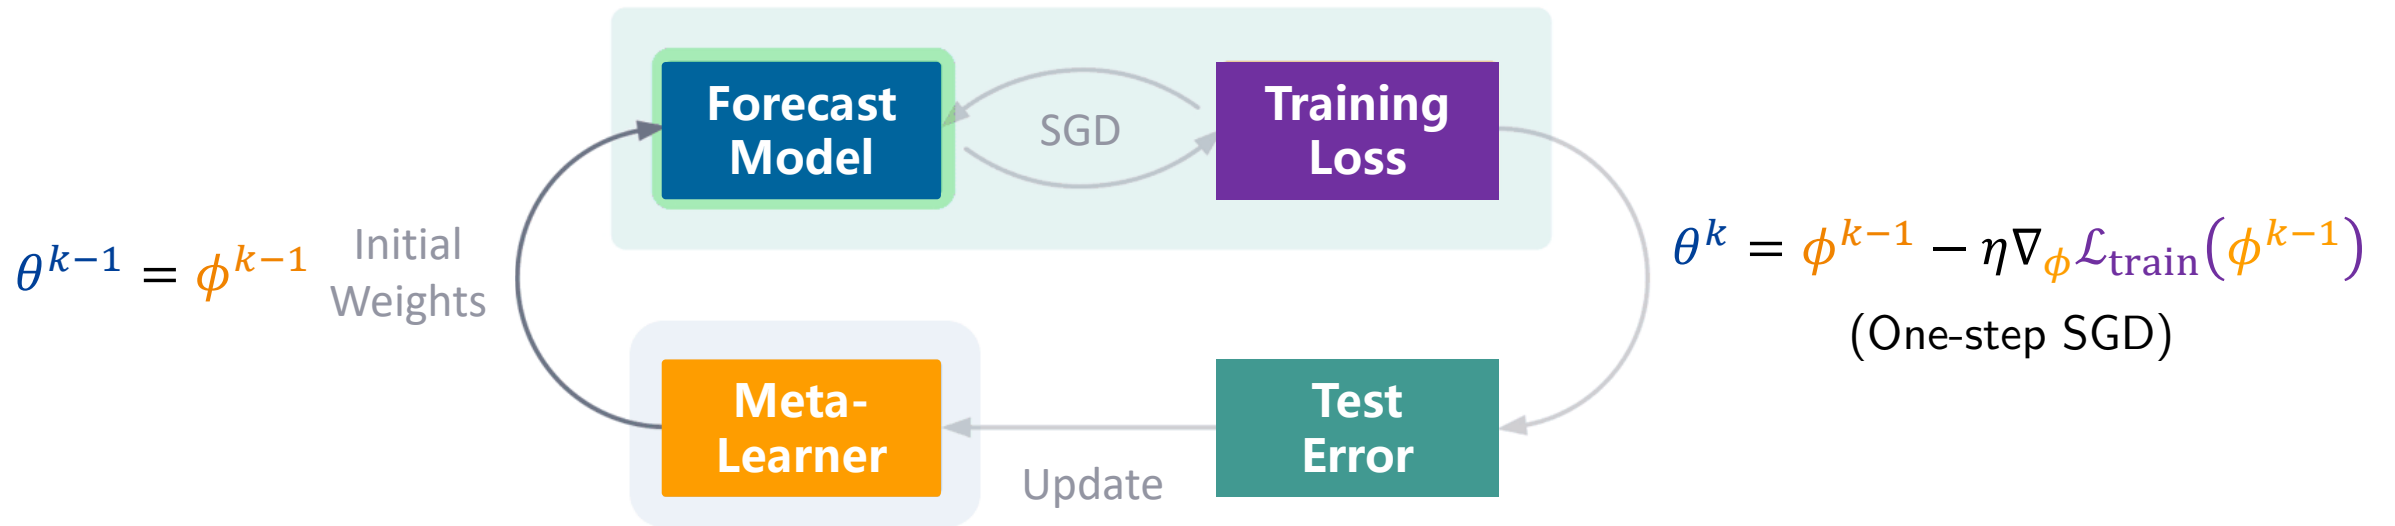 Forecast
Model
SGD
Training
Loss
θ^{k−1} = ϕ^{k−1}
Initial
Weights
θ^k = ϕ^{k−1} − η∇_ϕ ℒ_train(ϕ^{k−1})
(One-step SGD)
Meta-
Learner
Update
Test
Error